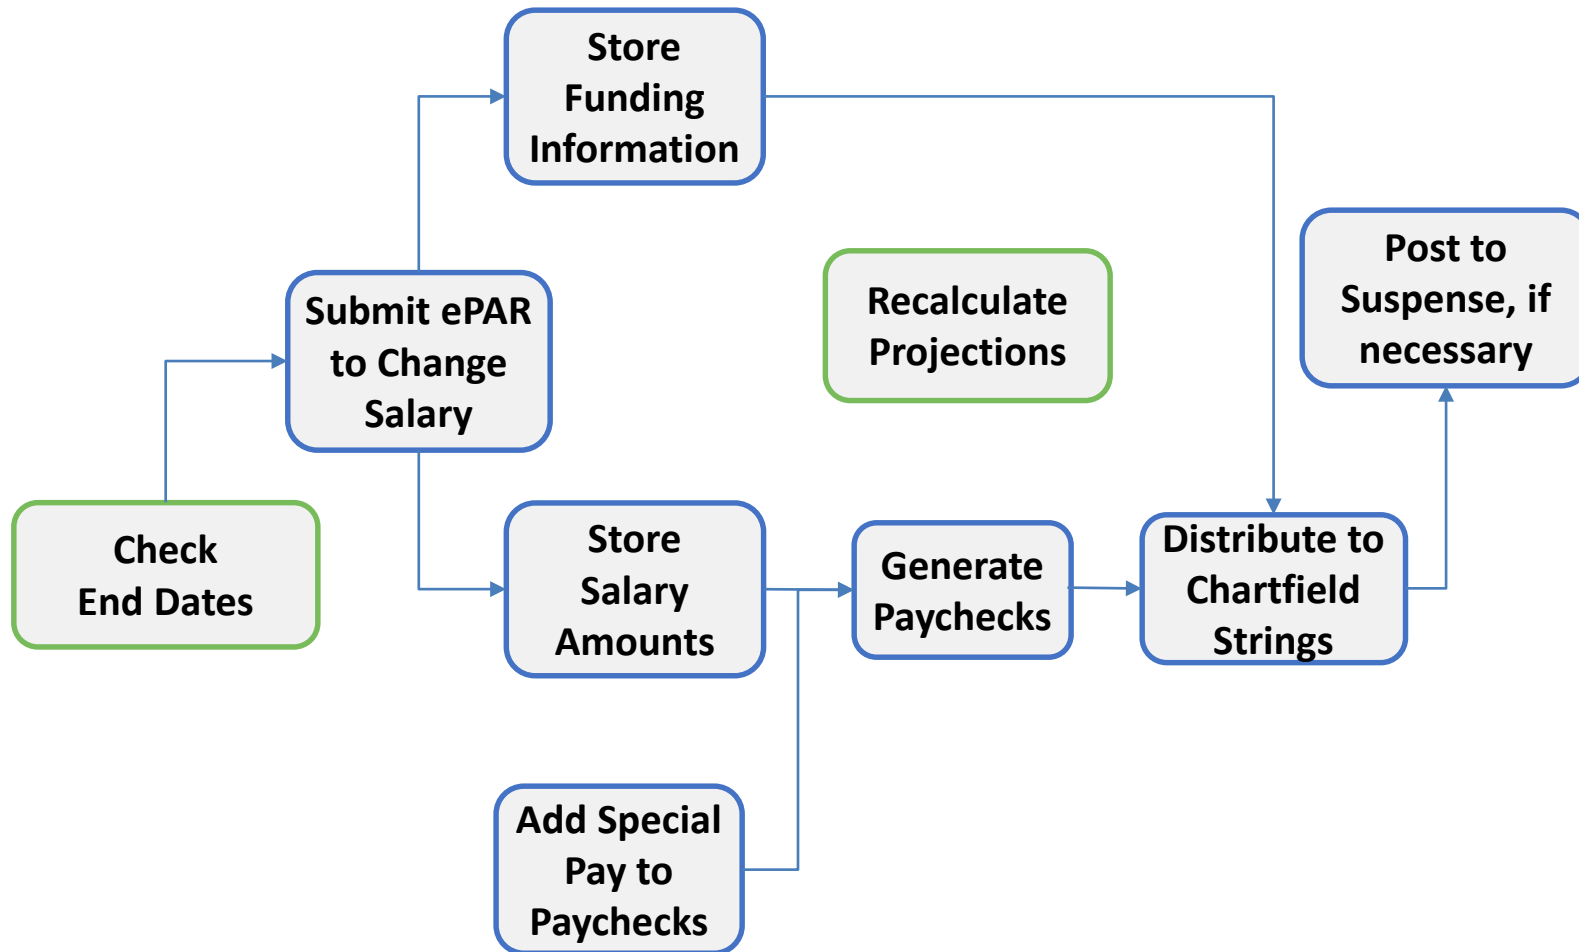 Store
Funding
Information
Submit ePAR
to Change
Salary
Recalculate
Projections
Post to
Suspense, if
necessary
Check
End Dates
Store
Salary
Amounts
Generate
Paychecks
Distribute to
Chartfield
Strings
Add Special
Pay to
Paychecks